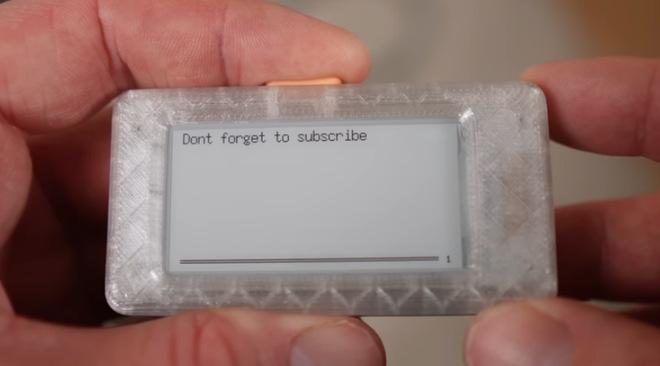 Dont forget to subscribe
1